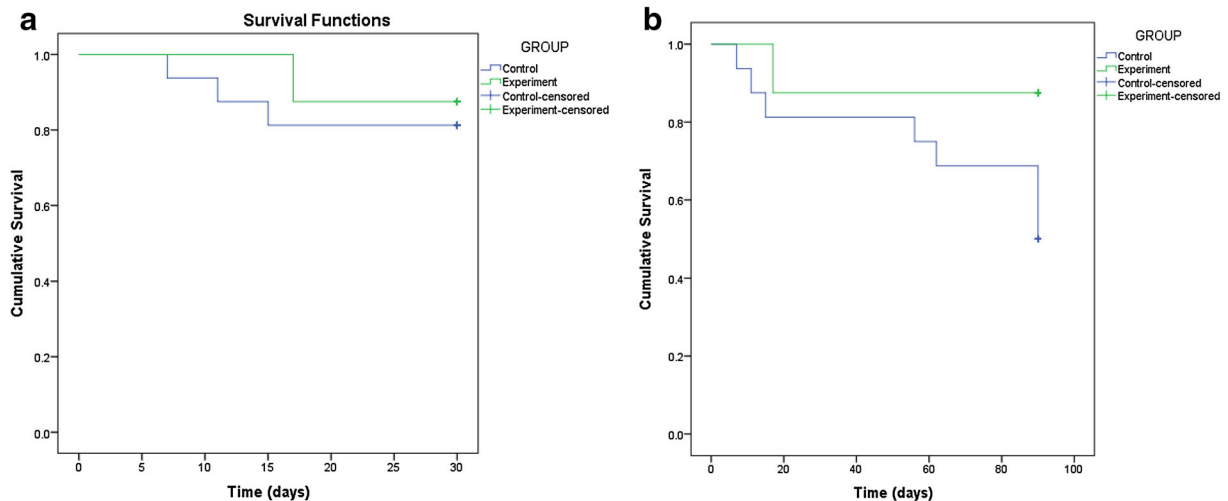 a
Survival Functions
GROUP
Control
Experiment
Control-censored
Experiment-censored
Cumulative Survival
1.0
0.8
0.6
0.4
0.2
0.0
0 5 10 15 20 25 30
Time (days)
b
GROUP
Control
Experiment
Control-censored
Experiment-censored
Cumulative Survival
1.0
0.8
0.6
0.4
0.2
0.0
0 20 40 60 80 100
Time (days)